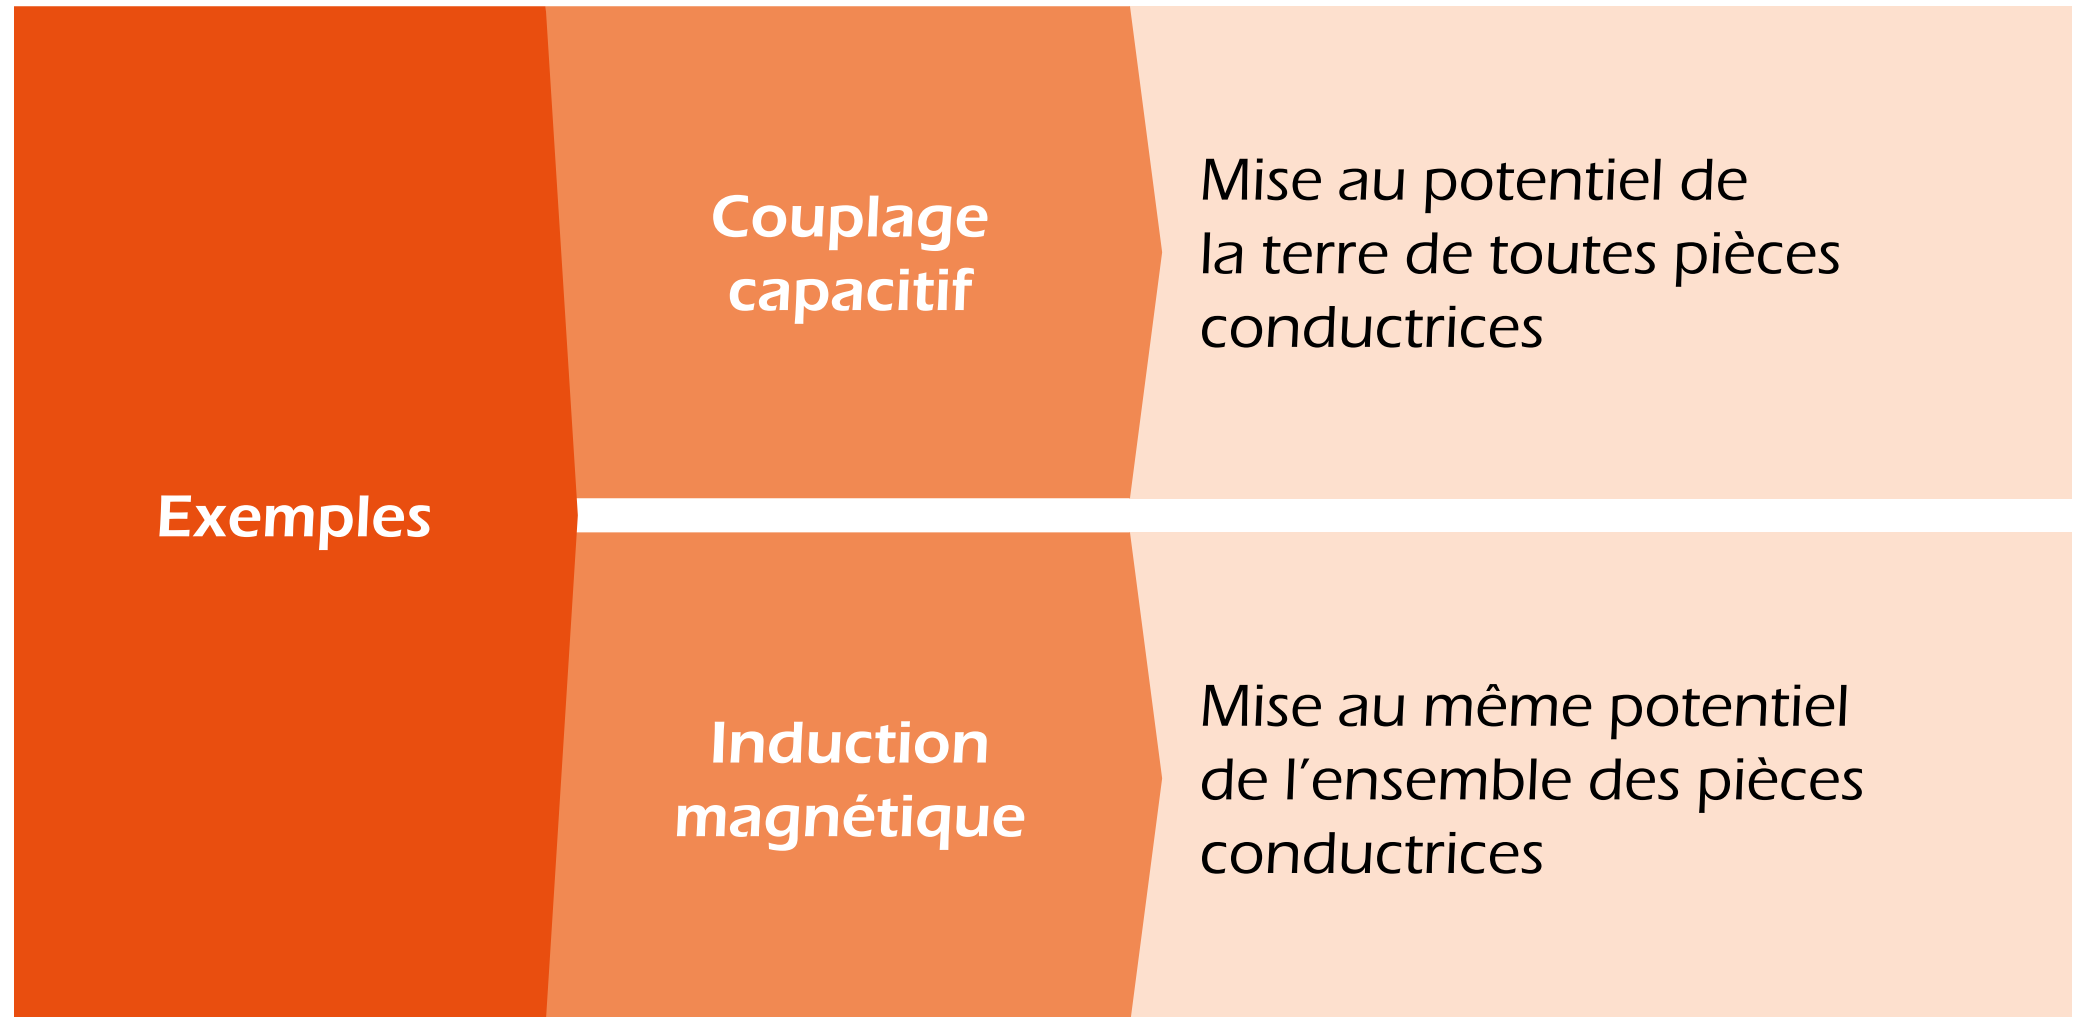 Exemples
Couplage
capacitif
Mise au potentiel de
la terre de toutes pièces
conductrices
Induction
magnétique
Mise au même potentiel
de l’ensemble des pièces
conductrices